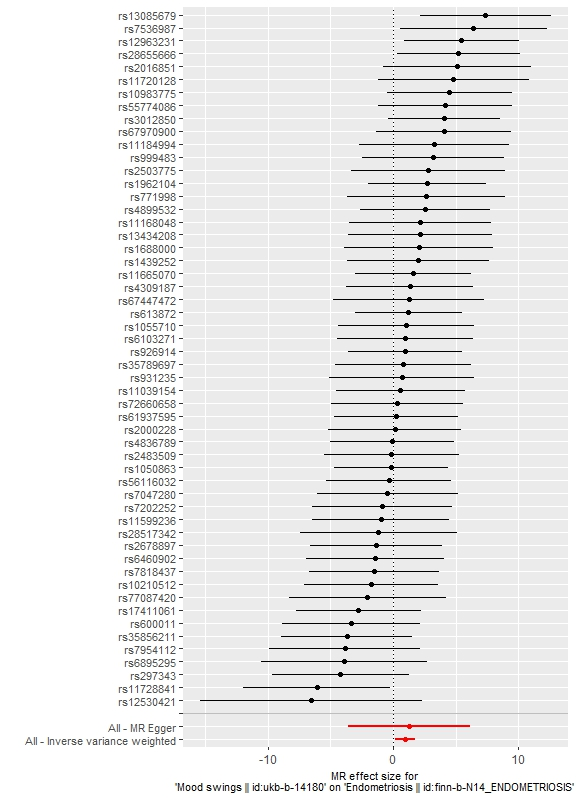 rs13085679
rs7536987
rs12963231
rs28655666
rs2016851
rs11720128
rs10983775
rs55774086
rs3012850
rs67970900
rs11184994
rs999483
rs2503775
rs1962104
rs771998
rs4899532
rs11168048
rs13434208
rs1688000
rs1439252
rs11665070
rs4309187
rs67447472
rs613872
rs1055710
rs6103271
rs926914
rs35789697
rs931235
rs11039154
rs72660658
rs61937595
rs2000228
rs4836789
rs2483509
rs1050863
rs56116032
rs7047280
rs7202252
rs11599236
rs28517342
rs2678897
rs6460902
rs7818437
rs10210512
rs77087420
rs17411061
rs600011
rs35856211
rs7954112
rs6895295
rs297343
rs11728841
rs12530421
All - MR Egger
All - Inverse variance weighted
-10 0 10
MR effect size for
'Mood swings || id:ukb-b-14180' on 'Endometriosis || id:finn-b-N14_ENDOMETRIOSIS'